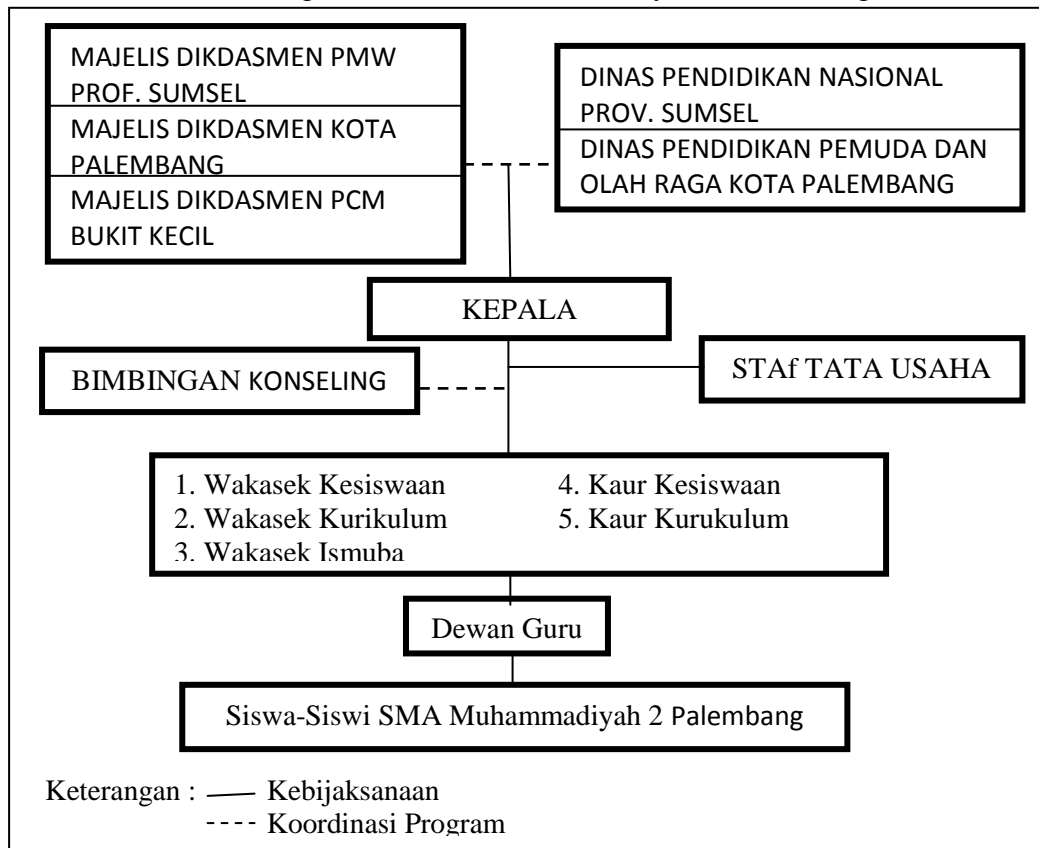 MAJELIS DIKDASMEN PMW
PROF. SUMSEL
MAJELIS DIKDASMEN KOTA
PALEMBANG
MAJELIS DIKDASMEN PCM
BUKIT KECIL
DINAS PENDIDIKAN NASIONAL
PROV. SUMSEL
DINAS PENDIDIKAN PEMUDA DAN
OLAH RAGA KOTA PALEMBANG
KEPALA
BIMBINGAN KONSELING
STAf TATA USAHA
1. Wakasek Kesiswaan
2. Wakasek Kurikulum
3. Wakasek Ismuba
4. Kaur Kesiswaan
5. Kaur Kurukulum
Dewan Guru
Siswa-Siswi SMA Muhammadiyah 2 Palembang
Keterangan : Kebijaksanaan
Koordinasi Program